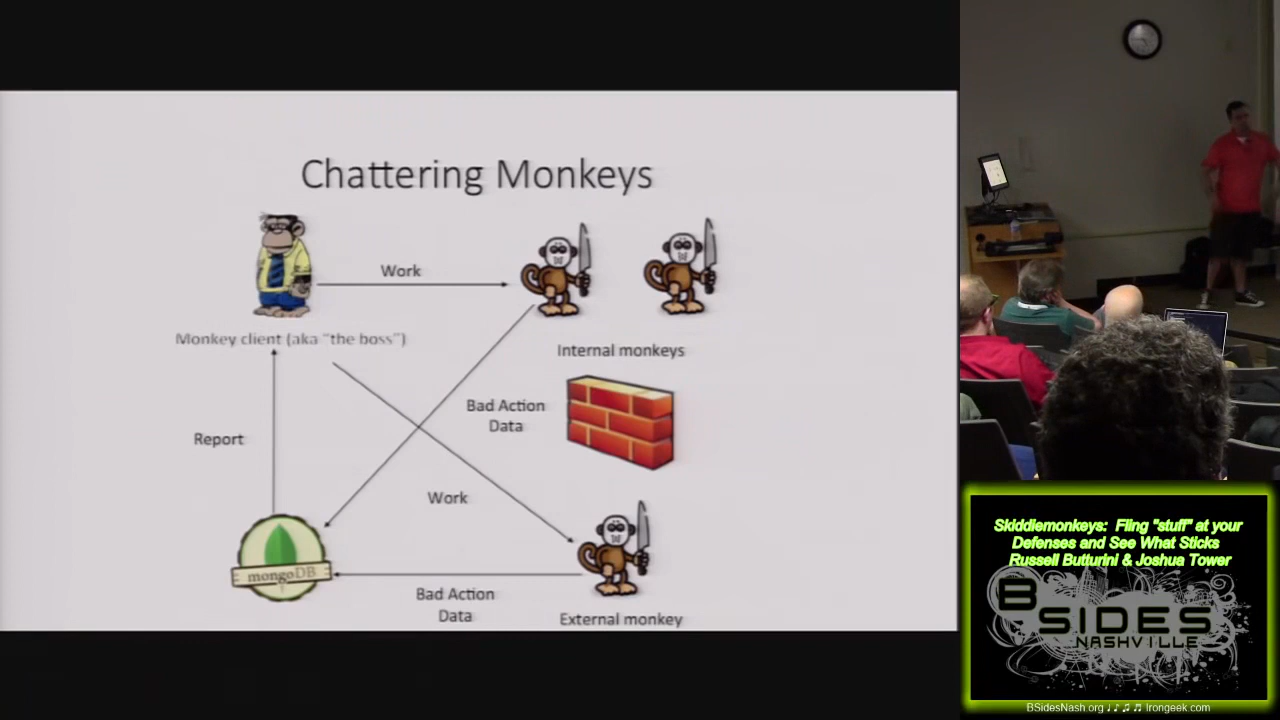 Chattering Monkeys
Work
Monkey client (aka "the boss")
Internal monkeys
Bad Action
Data
Report
Work
mongoDB
Bad Action
Data
External monkey
Skiddiemonkeys: Fling "stuff" at your
Defenses and See What Sticks
Russell Butturini & Joshua Tower
BSIDES
NASHVILLE
BSidesNash.org ♩♪♫♬ Irongeek.com